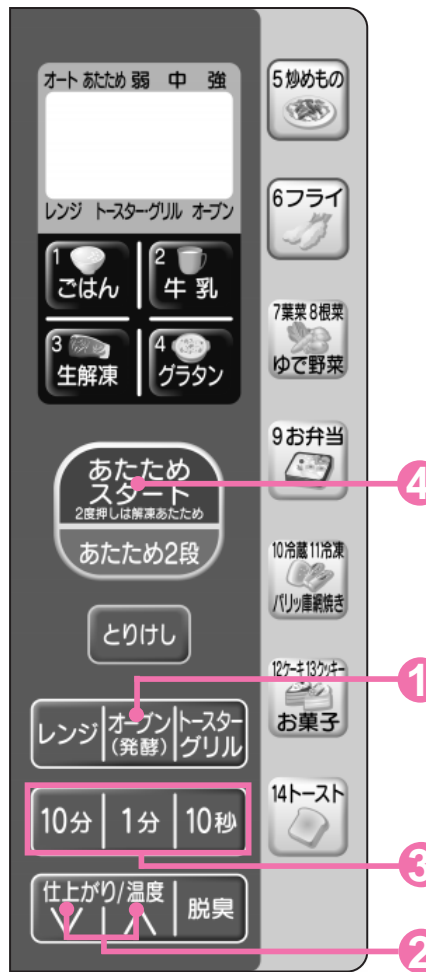 オート あたため 弱 中 強
レンジ トースター・グリル オーブン
1 ごはん
2 牛乳
3 生解凍
4 グラタン
あたため
スタート
2度押しは解凍あたため
あたため2段
とりけし
レンジ
オーブン
(発酵)
トースター
グリル
10分 1分 10秒
仕上がり/温度
脱臭
5炒めもの
6フライ
7葉菜8根菜
ゆで野菜
9お弁当
10冷蔵11冷凍
パリッ庫網焼き
12ケーキ13クッキー
お菓子
14トースト
4
1
3
2